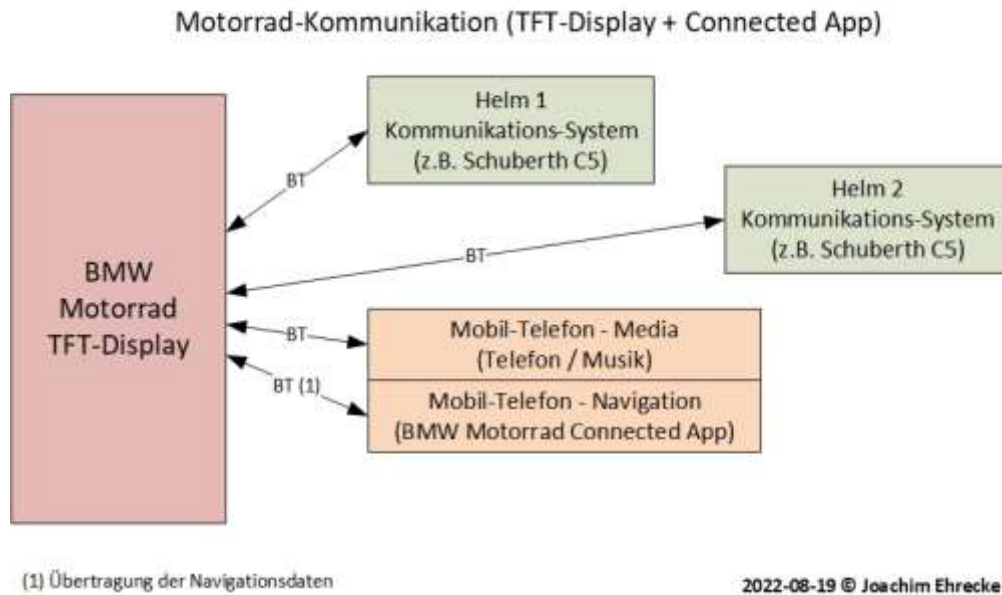 Motorrad-Kommunikation (TFT-Display + Connected App)
Helm 1
Kommunikations-System
(z.B. Schuberth C5)
BT
Helm 2
Kommunikations-System
(z.B. Schuberth C5)
BT
BMW
Motorrad
TFT-Display
BT
Mobil-Telefon - Media
(Telefon / Musik)
BT (1)
Mobil-Telefon - Navigation
(BMW Motorrad Connected App)
(1) Übertragung der Navigationsdaten
2022-08-19 © Joachim Ehrecke